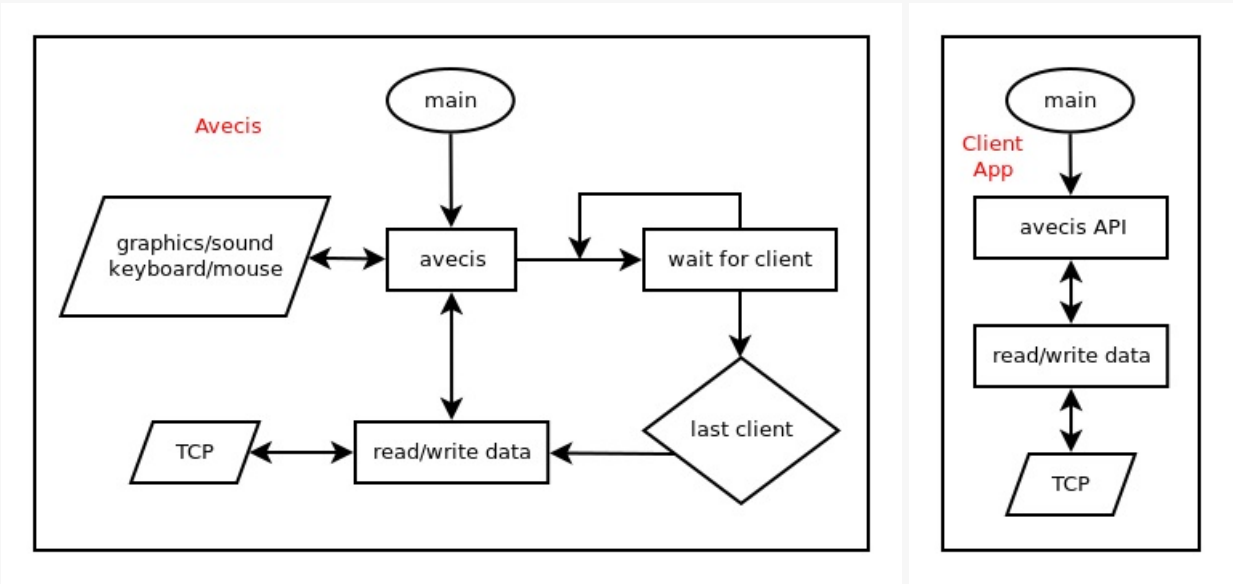 main
Avecis
graphics/sound
keyboard/mouse
avecis
wait for client
last client
TCP
read/write data
main
Client
App
avecis API
read/write data
TCP